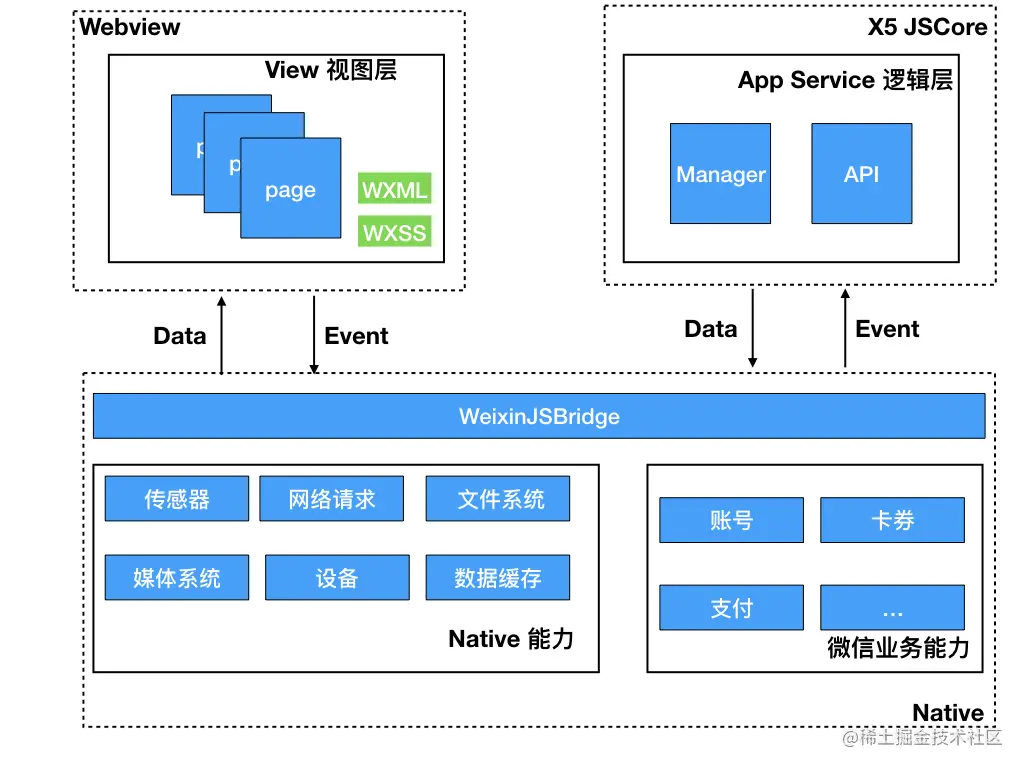 Webview
View 视图层
p
p
page
WXML
WXSS
X5 JSCore
App Service 逻辑层
Manager
API
Data
Event
Data
Event
WeixinJSBridge
传感器
网络请求
文件系统
媒体系统
设备
数据缓存
Native 能力
账号
卡券
支付
...
微信业务能力
Native
@稀土掘金技术社区